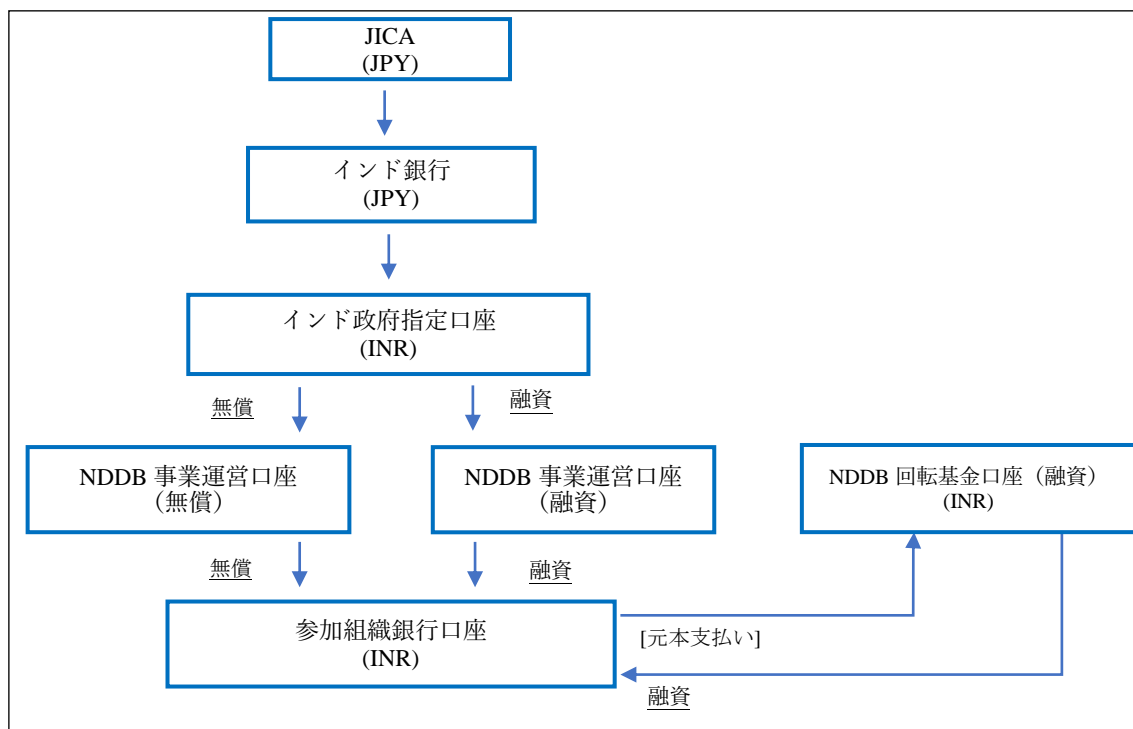 JICA
(JPY)
インド銀行
(JPY)
インド政府指定口座
(INR)
無償
融資
NDDB 事業運営口座
（無償）
NDDB 事業運営口座
（融資）
NDDB 回転基金口座（融資）
(INR)
無償
融資
参加組織銀行口座
(INR)
[元本支払い]
融資